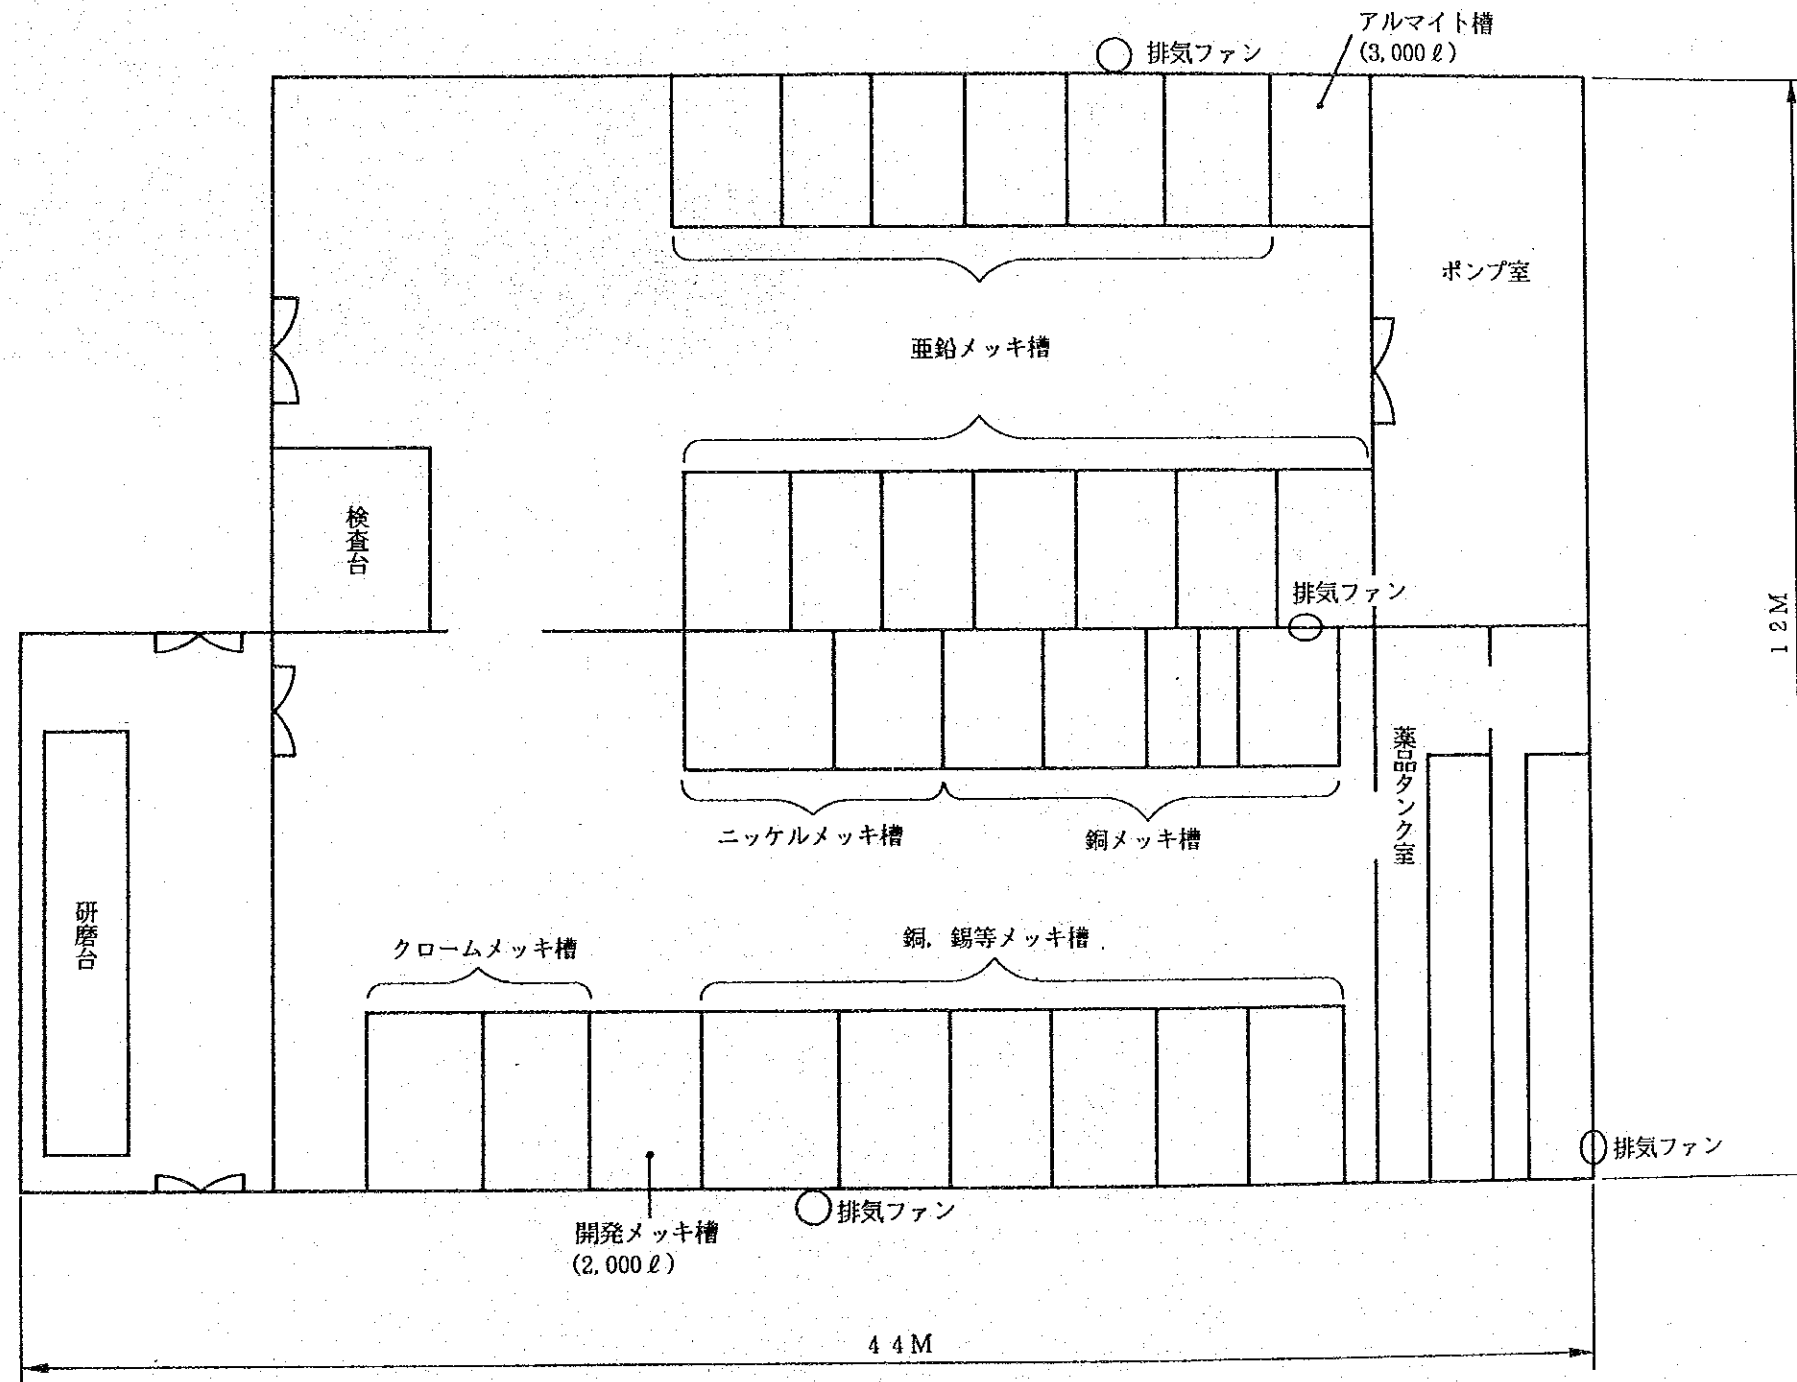 アルマイト槽
(3,000ℓ)
排気ファン
ポンプ室
亜鉛メッキ槽
検査台
排気ファン
12M
薬品タンク室
ニッケルメッキ槽
銅メッキ槽
研磨台
クロームメッキ槽
銅,錫等メッキ槽
排気ファン
排気ファン
開発メッキ槽
(2,000ℓ)
44M